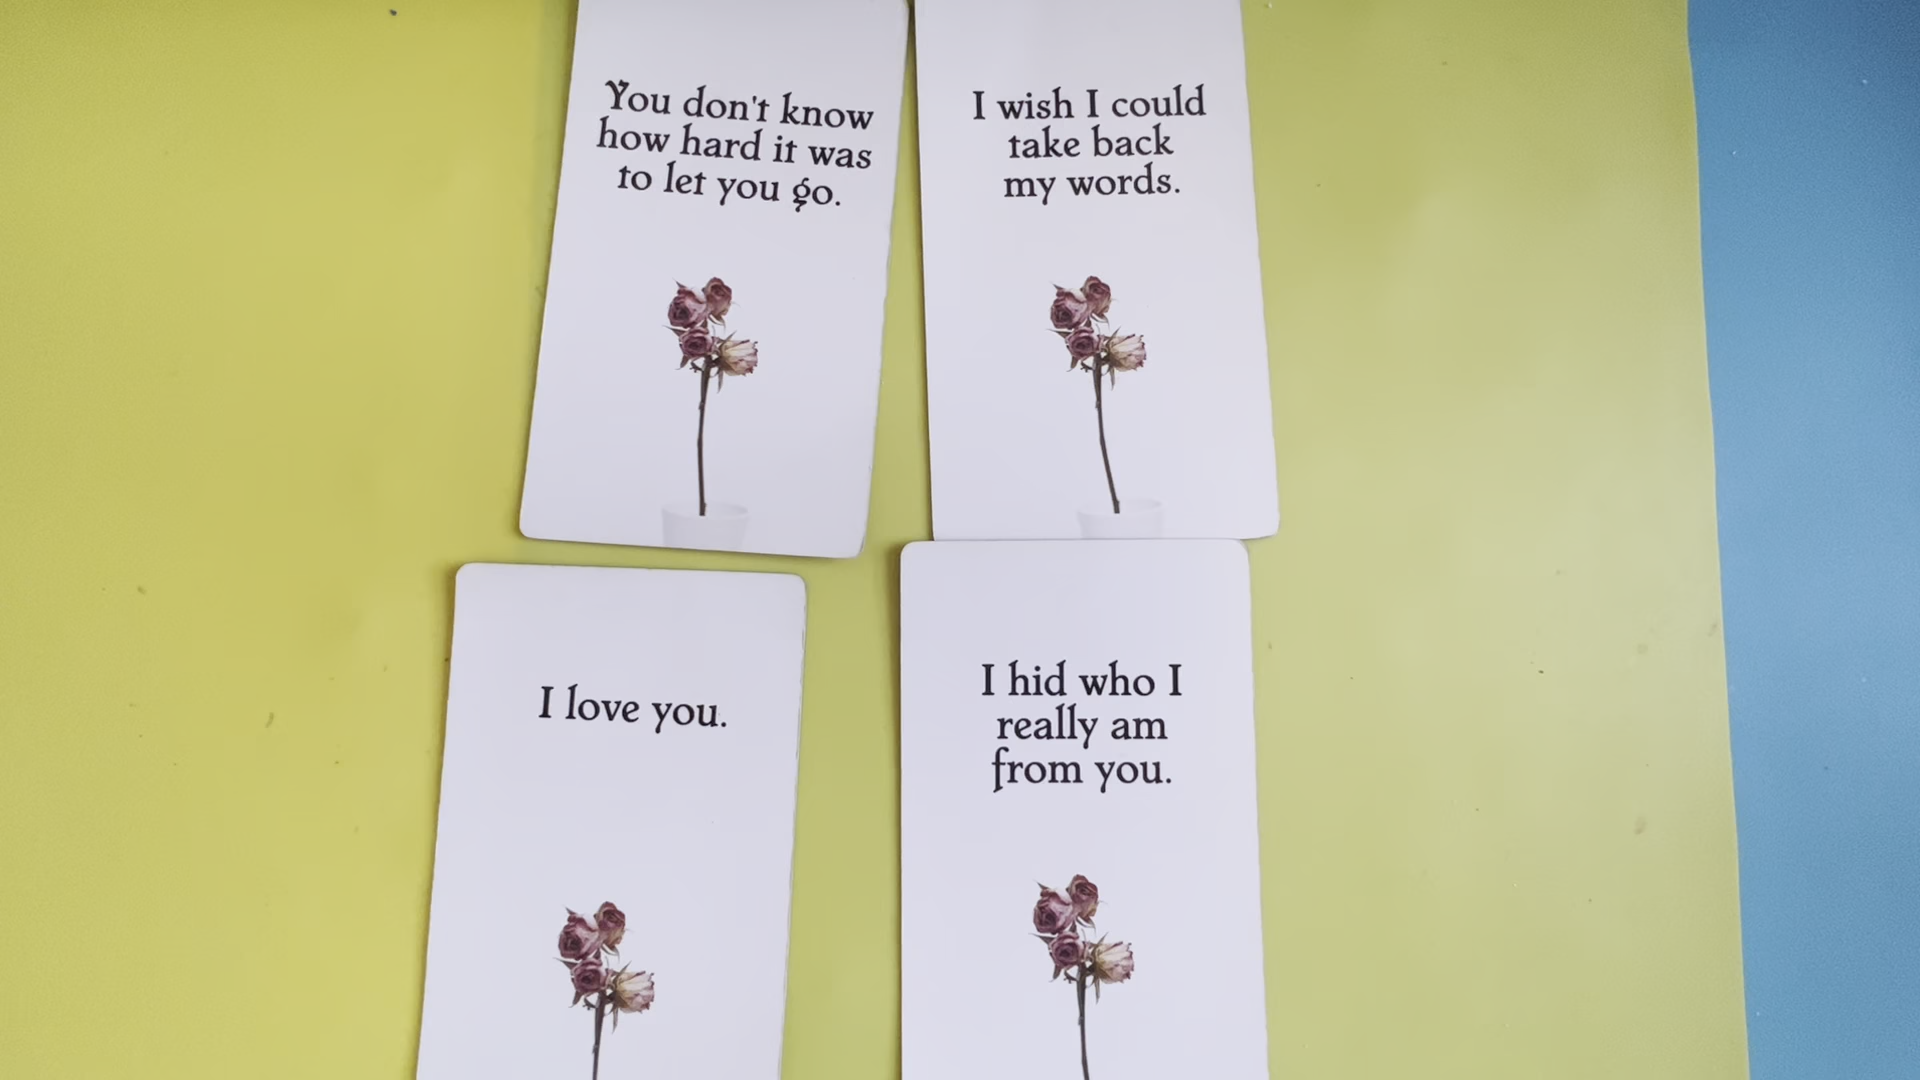 You don't know
how hard it was
to let you go.
I wish I could
take back
my words.
I love you.
I hid who I
really am
from you.